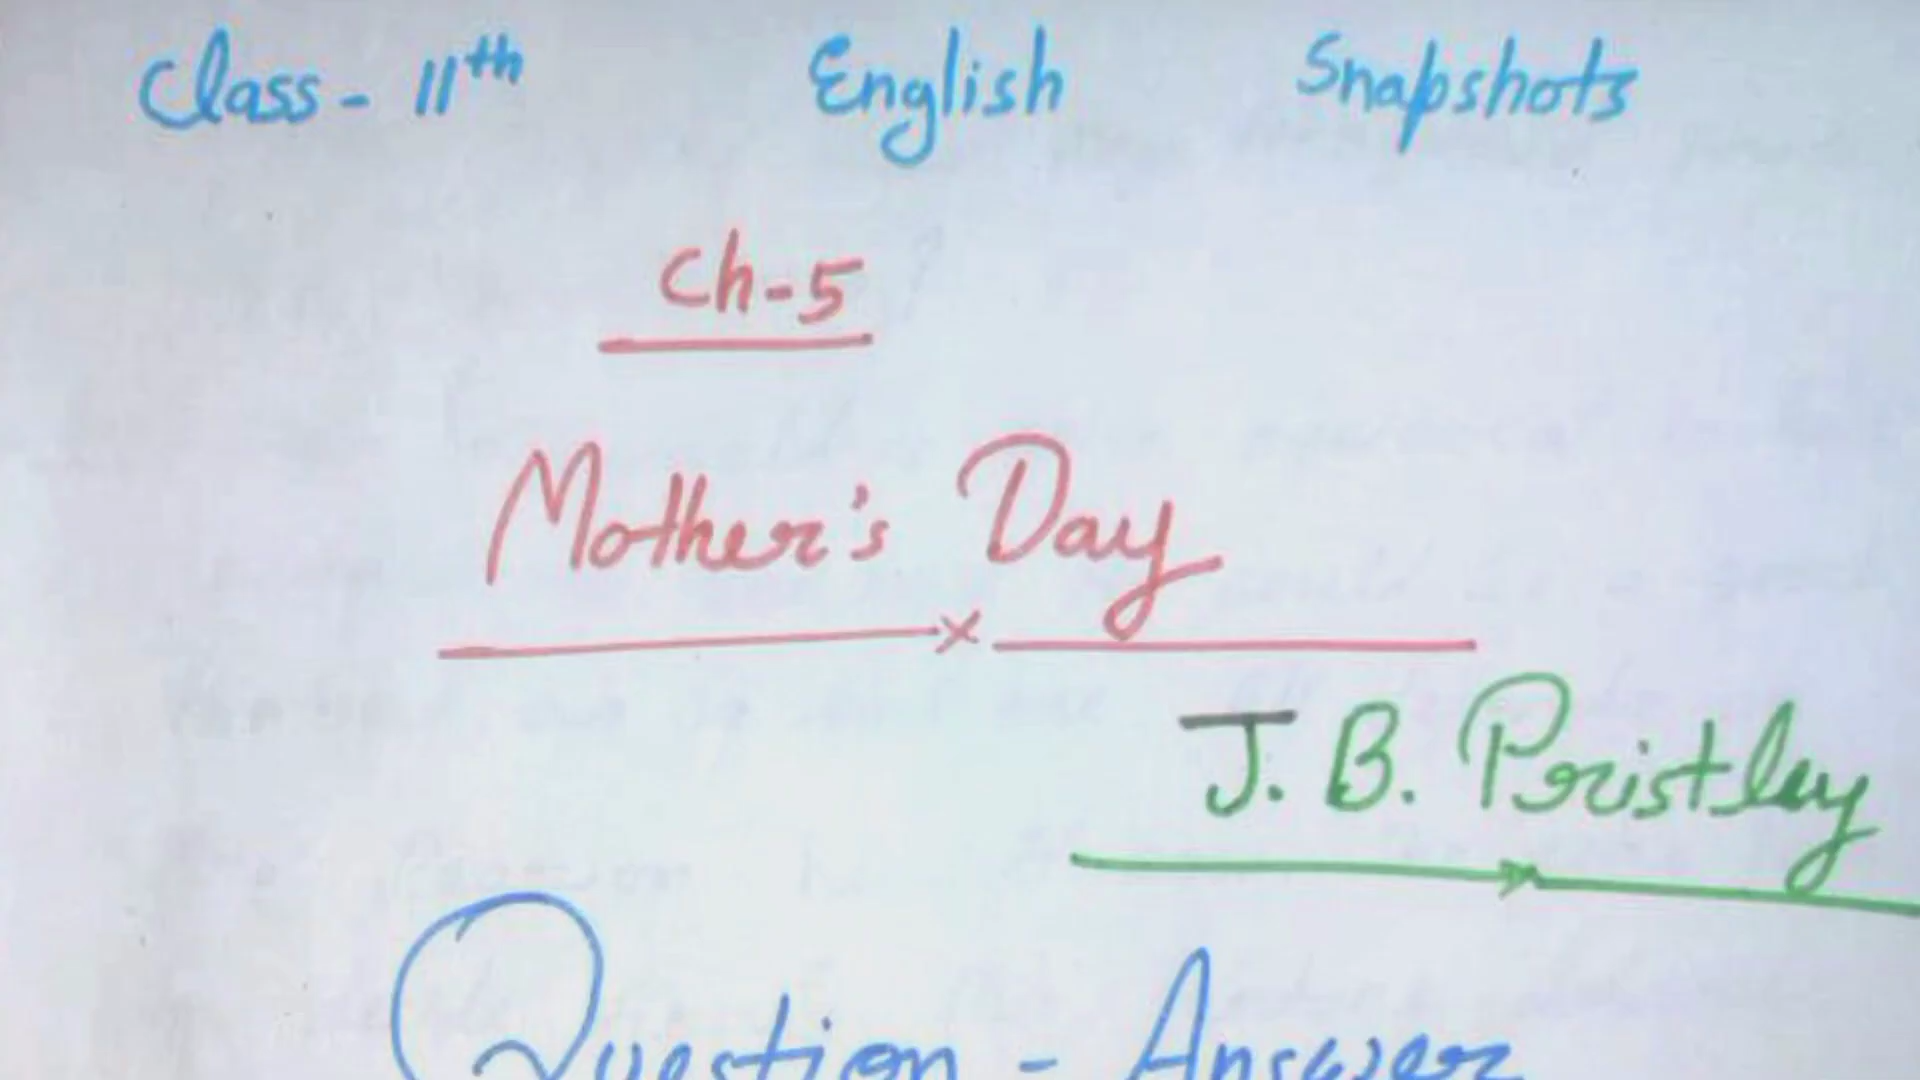 Class - 11th English Snapshots
Ch-5
Mother's Day
J. B. Pristley
Question - Answer